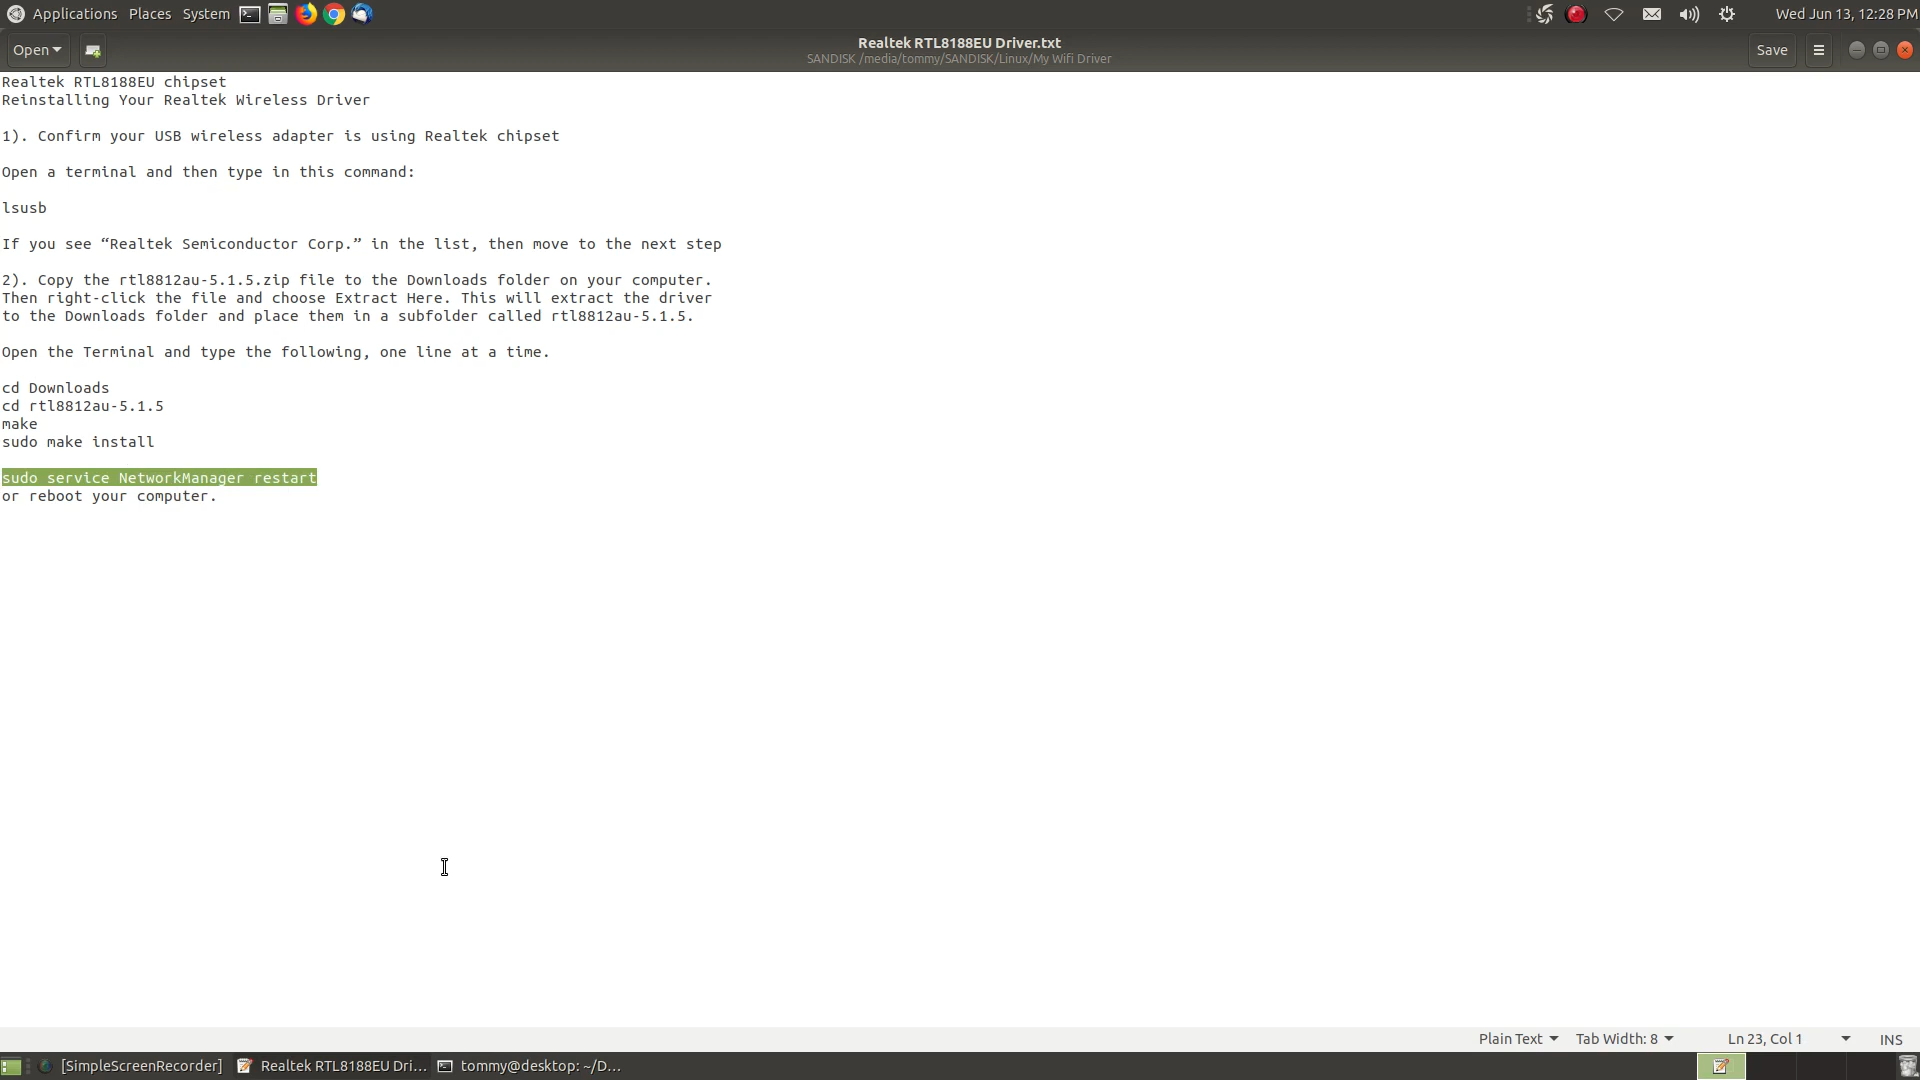 Applications Places System
Wed Jun 13, 12:28 PM
Open
Realtek RTL8188EU Driver.txt
SANDISK /media/tommy/SANDISK/Linux/My Wifi Driver
Save
Realtek RTL8188EU chipset
Reinstalling Your Realtek Wireless Driver
1). Confirm your USB wireless adapter is using Realtek chipset
Open a terminal and then type in this command:
lsusb
If you see “Realtek Semiconductor Corp.” in the list, then move to the next step
2). Copy the rtl8812au-5.1.5.zip file to the Downloads folder on your computer.
Then right-click the file and choose Extract Here. This will extract the driver
to the Downloads folder and place them in a subfolder called rtl8812au-5.1.5.
Open the Terminal and type the following, one line at a time.
cd Downloads
cd rtl8812au-5.1.5
make
sudo make install
sudo service NetworkManager restart
or reboot your computer.
Plain Text Tab Width: 8 Ln 23, Col 1 INS
[SimpleScreenRecorder] Realtek RTL8188EU Dri... tommy@desktop: ~/D...